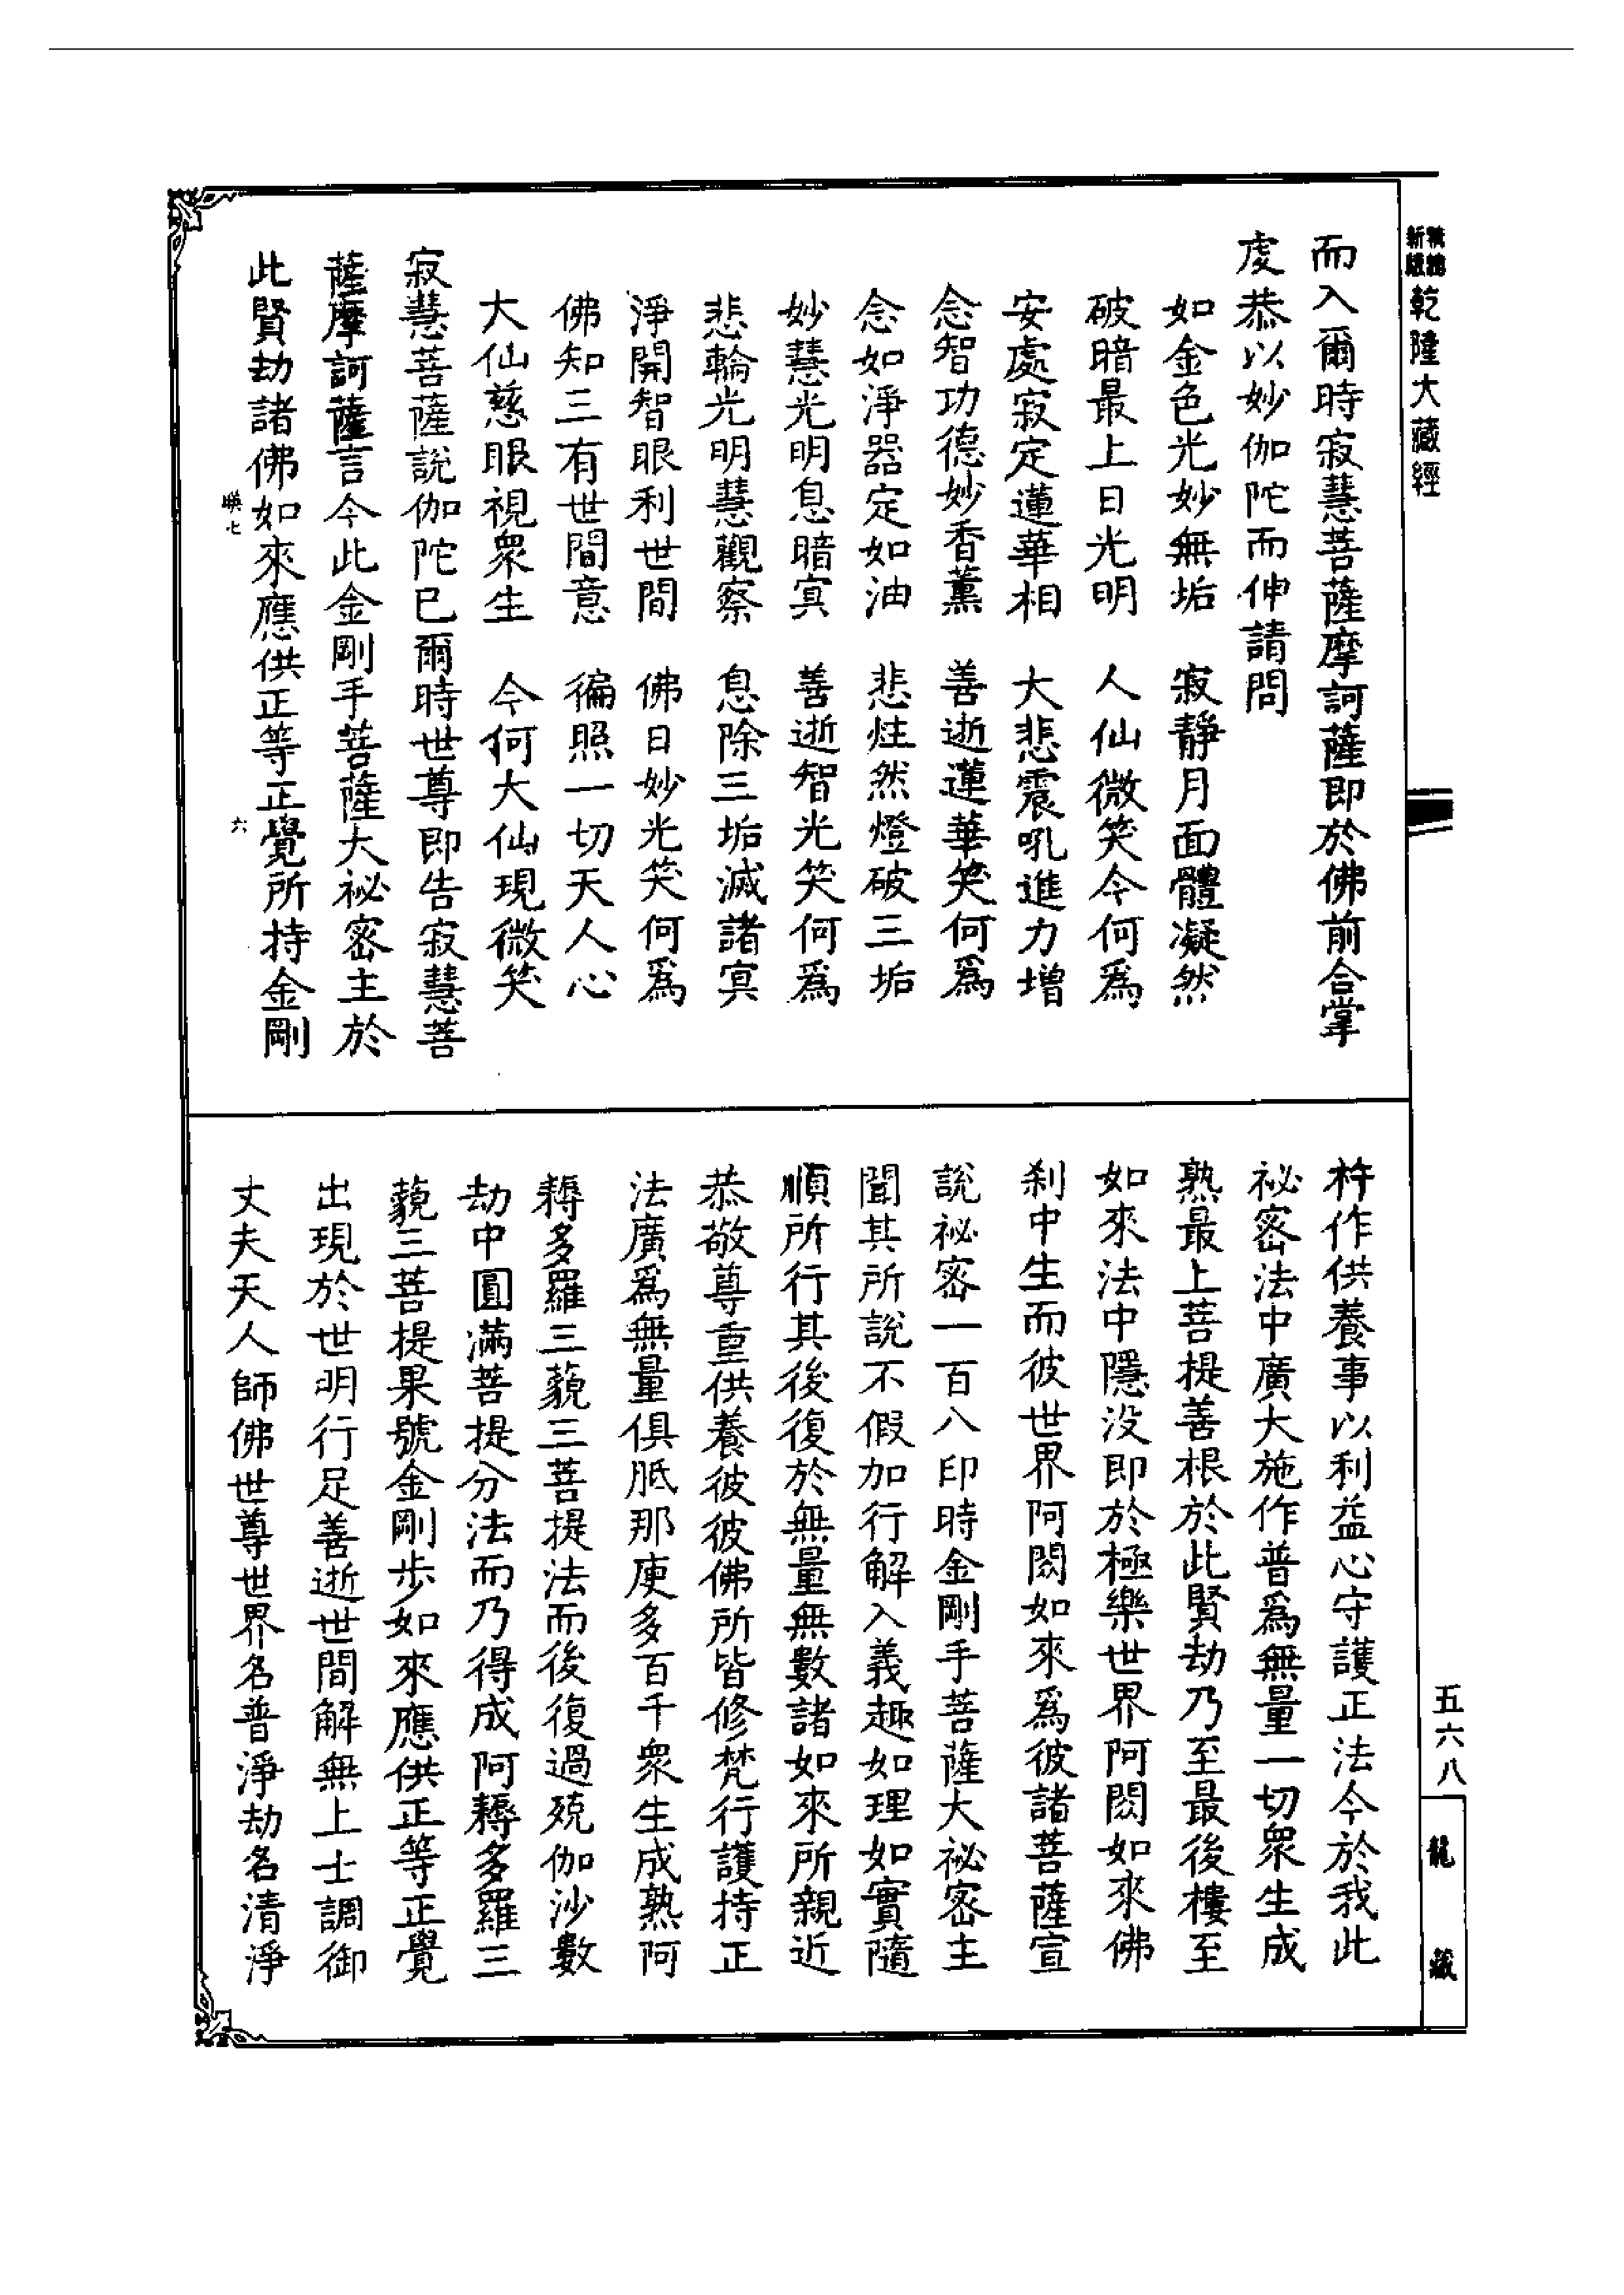 新編縮版乾隆大藏經
而入爾時寂慧菩薩摩訶薩即於佛前合掌
虔恭以妙伽陀而伸請問
如金色光妙無垢　寂靜月面體凝然
破暗最上日光明　人仙微笑今何爲
安處寂定蓮華相　大悲震吼進力增
念智功德妙香薰　善逝蓮華笑何爲
念如淨器定如油　悲炷然燈破三垢
妙慧光明息暗冥　善逝智光笑何爲
悲輪光明慧觀察　息除三垢滅諸冥
淨開智眼利世間　佛日妙光笑何爲
佛知三有世間意　徧照一切天人心
大仙慈眼視衆生　今何大仙現微笑
寂慧菩薩說伽陀已爾時世尊即告寂慧菩
薩摩訶薩言今此金剛手菩薩大祕密主於
此賢劫諸佛如來應供正等正覺所持金剛
暎七
六
杵作供養事以利益心守護正法今於我此
祕密法中廣大施作普爲無量一切衆生成
熟最上菩提善根於此賢劫乃至最後樓至
如來法中隱没即於極樂世界阿閦如來佛
刹中生而彼世界阿閦如來爲彼諸菩薩宣
說祕密一百八印時金剛手菩薩大祕密主
聞其所說不假加行解入義趣如理如實隨
順所行其後復於無量無數諸如來所親近
恭敬尊重供養彼彼佛所皆修梵行護持正
法廣爲無量俱胝那庾多百千衆生成熟阿
耨多羅三藐三菩提法而後復過殑伽沙數
劫中圓滿菩提分法而乃得成阿耨多羅三
藐三菩提果號金剛步如來應供正等正覺
出現於世明行足善逝世間解無上士調御
丈夫天人師佛世尊世界名普淨劫名清淨
五六八
龍藏